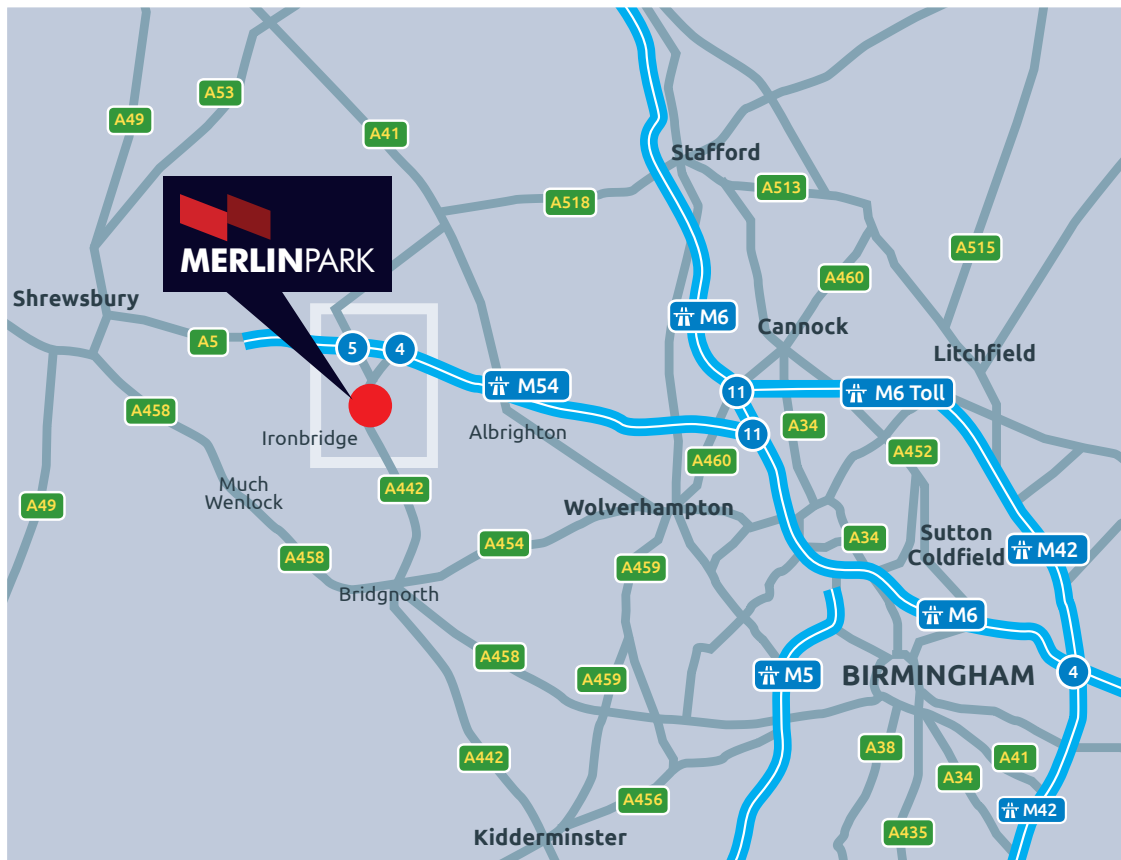 A49
A53
A41
Stafford
A513
A518
A515
MERLINPARK
A460
Shrewsbury
M6
Cannock
A5
5
4
Litchfield
M54
11
M6 Toll
A458
A34
11
Ironbridge
Albrighton
A452
A460
Much
Wenlock
A442
A49
Wolverhampton
A454
A34
Sutton
Coldfield
M42
A458
A459
Bridgnorth
M6
A458
A459
M5
BIRMINGHAM
4
A442
A38
A41
A34
A456
M42
Kidderminster
A435